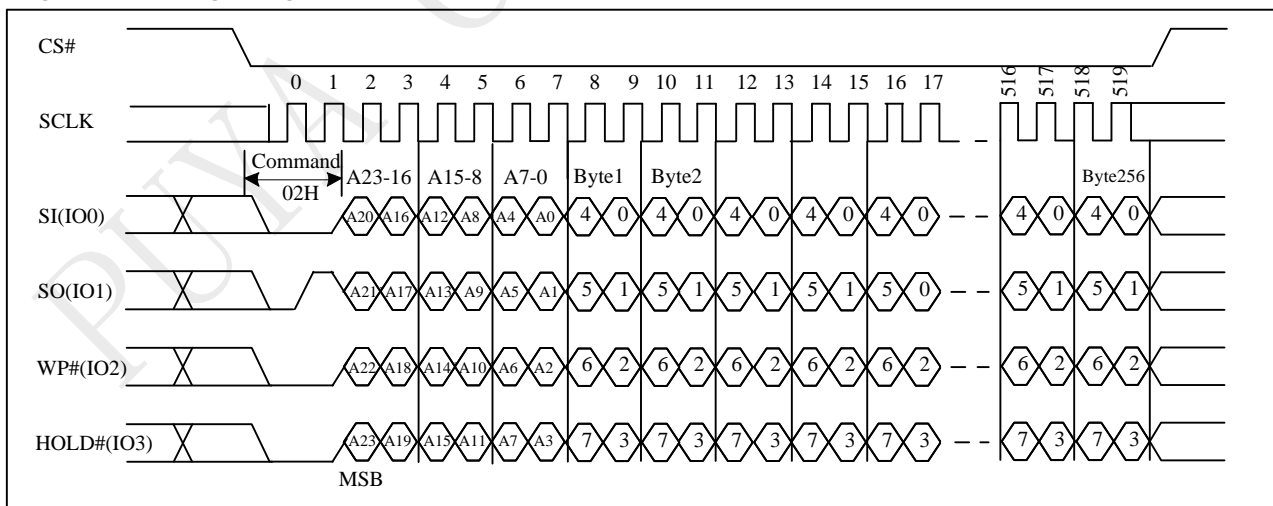 CS#
0 1 2 3 4 5 6 7 8 9 10 11 12 13 14 15 16 17 516 517 518 519
SCLK
Command
02H
A23-16 A15-8 A7-0 Byte1 Byte2 Byte256
SI(IO0) A20 A16 A12 A8 A4 A0 4 0 4 0 4 0 4 0 4 0 4 0 4 0
SO(IO1) A21 A17 A13 A9 A5 A1 5 1 5 1 5 1 5 1 5 0 5 1 5 1
WP#(IO2) A22 A18 A14 A10 A6 A2 6 2 6 2 6 2 6 2 6 2 6 2 6 2
HOLD#(IO3) A23 A19 A15 A11 A7 A3 7 3 7 3 7 3 7 3 7 3 7 3 7 3
MSB
PUYA